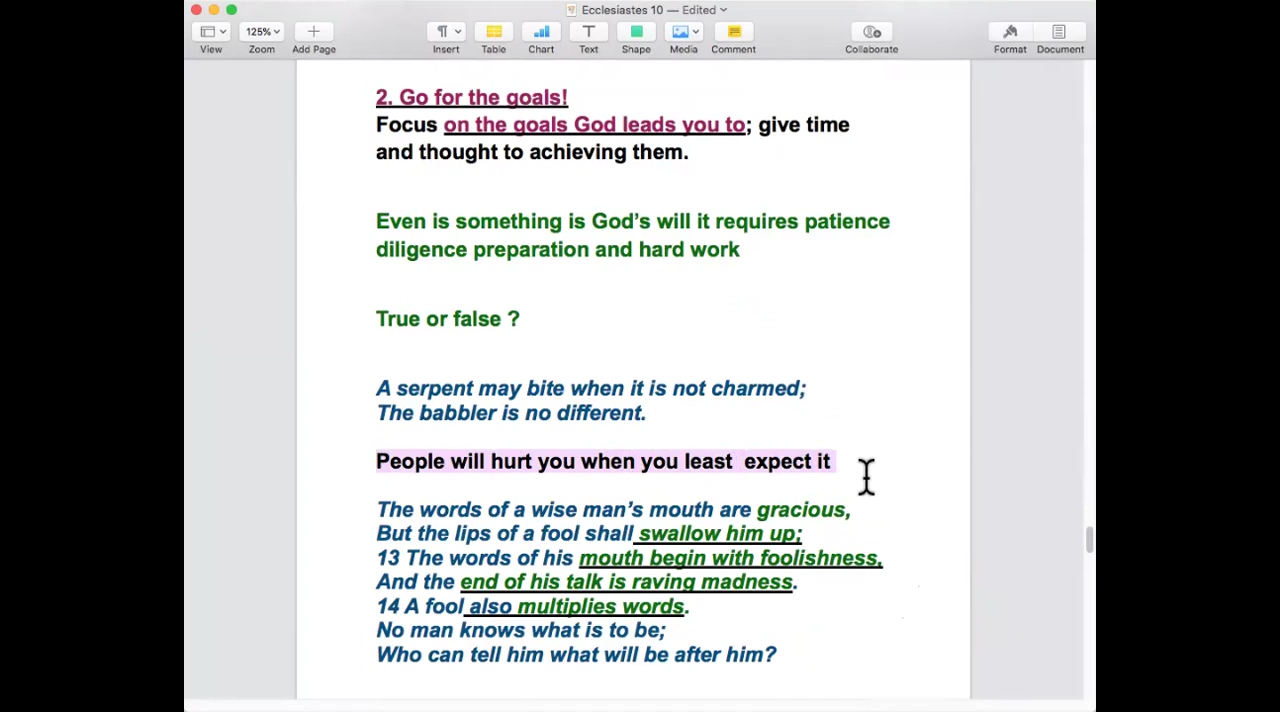 Ecclesiastes 10 — Edited
125%
View
Zoom
Add Page
Insert
Table
Chart
Text
Shape
Media
Comment
Collaborate
Format
Document
2. Go for the goals!
Focus on the goals God leads you to; give time
and thought to achieving them.
Even is something is God's will it requires patience
diligence preparation and hard work
True or false ?
A serpent may bite when it is not charmed;
The babbler is no different.
People will hurt you when you least  expect it
The words of a wise man's mouth are gracious,
But the lips of a fool shall swallow him up;
13 The words of his mouth begin with foolishness,
And the end of his talk is raving madness.
14 A fool also multiplies words.
No man knows what is to be;
Who can tell him what will be after him?